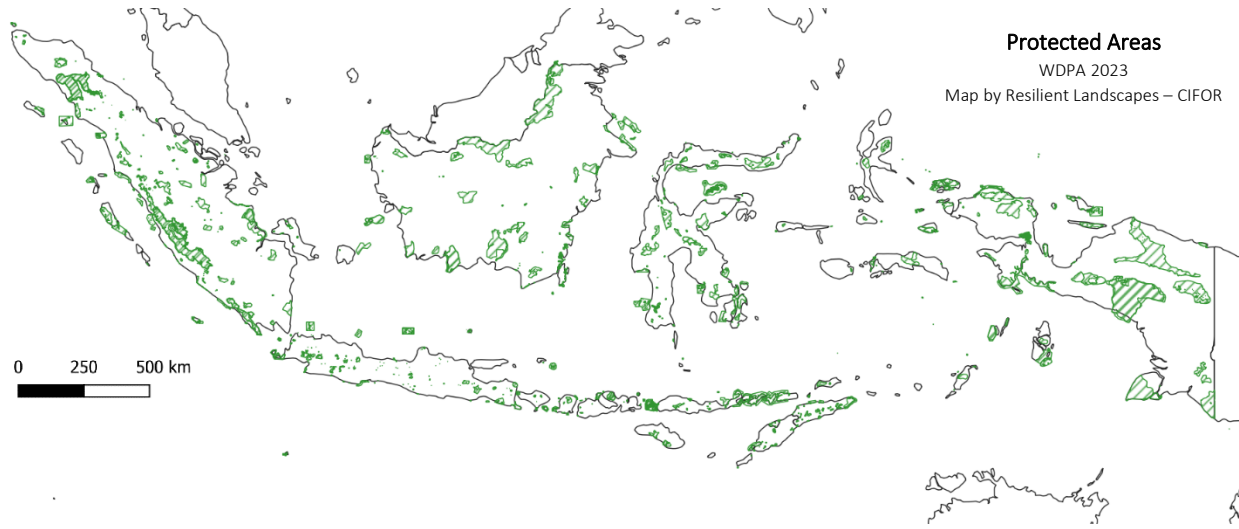 Protected Areas
WDPA 2023
Map by Resilient Landscapes – CIFOR
0 250 500 km